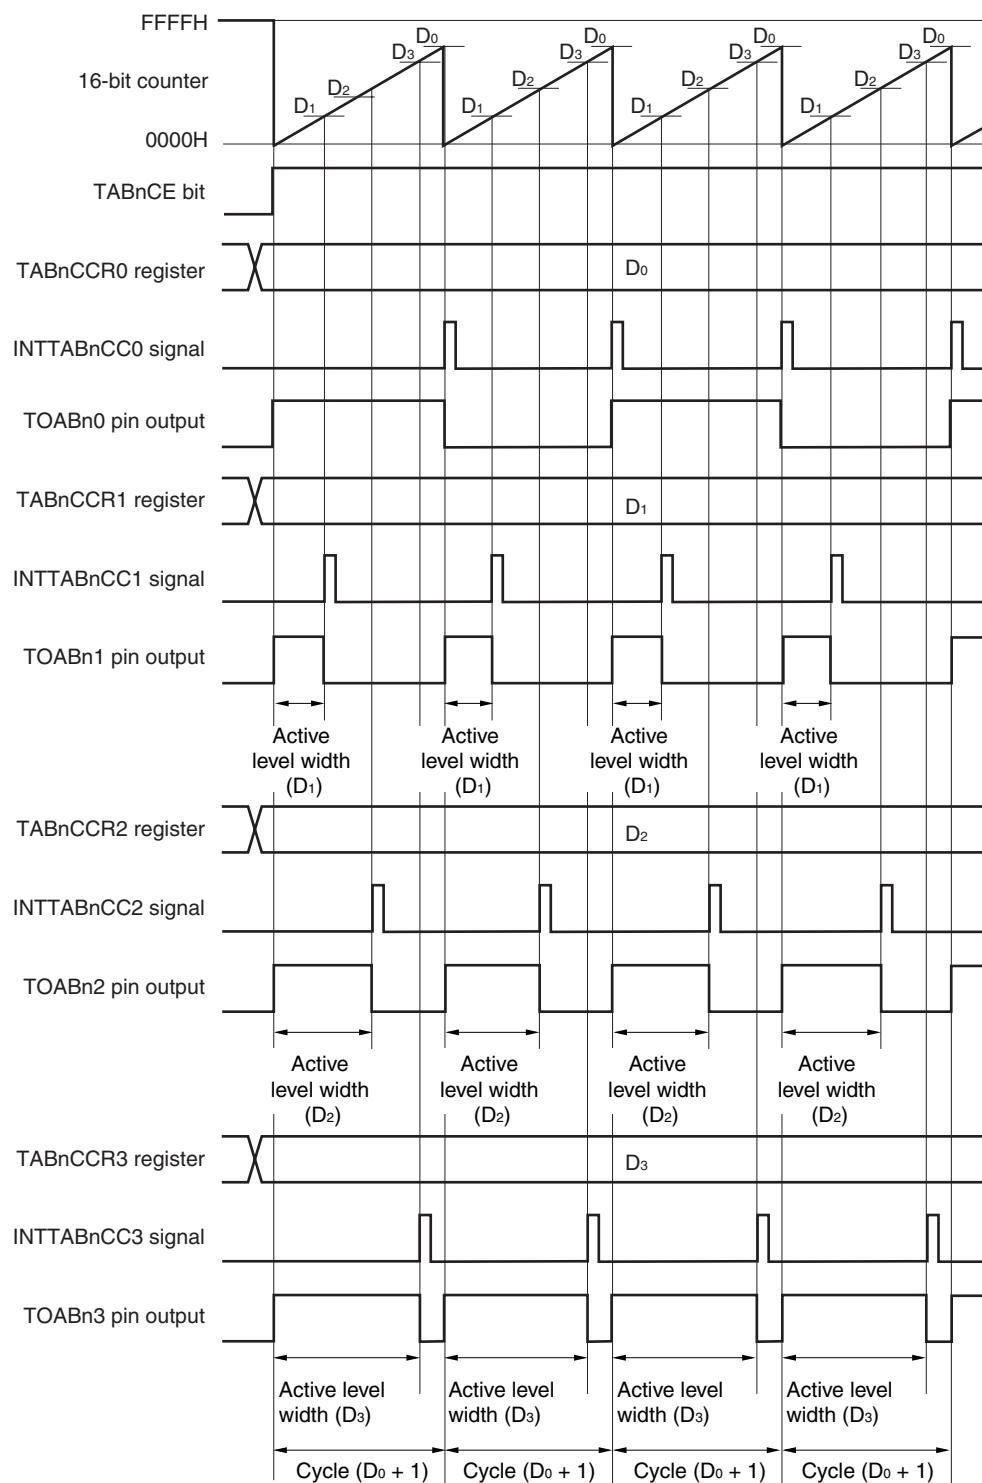 FFFFH
D0 D0 D0 D0
D3 D3 D3 D3
16-bit counter
D2 D2 D2 D2
D1 D1 D1 D1
0000H
TABnCE bit
TABnCCR0 register
D0
INTTABnCC0 signal
TOABn0 pin output
TABnCCR1 register
D1
INTTABnCC1 signal
TOABn1 pin output
Active Active Active Active
level width level width level width level width
(D1) (D1) (D1) (D1)
TABnCCR2 register
D2
INTTABnCC2 signal
TOABn2 pin output
Active Active Active Active
level width level width level width level width
(D2) (D2) (D2) (D2)
TABnCCR3 register
D3
INTTABnCC3 signal
TOABn3 pin output
Active level Active level Active level Active level
width (D3) width (D3) width (D3) width (D3)
Cycle (D0 + 1) Cycle (D0 + 1) Cycle (D0 + 1) Cycle (D0 + 1)